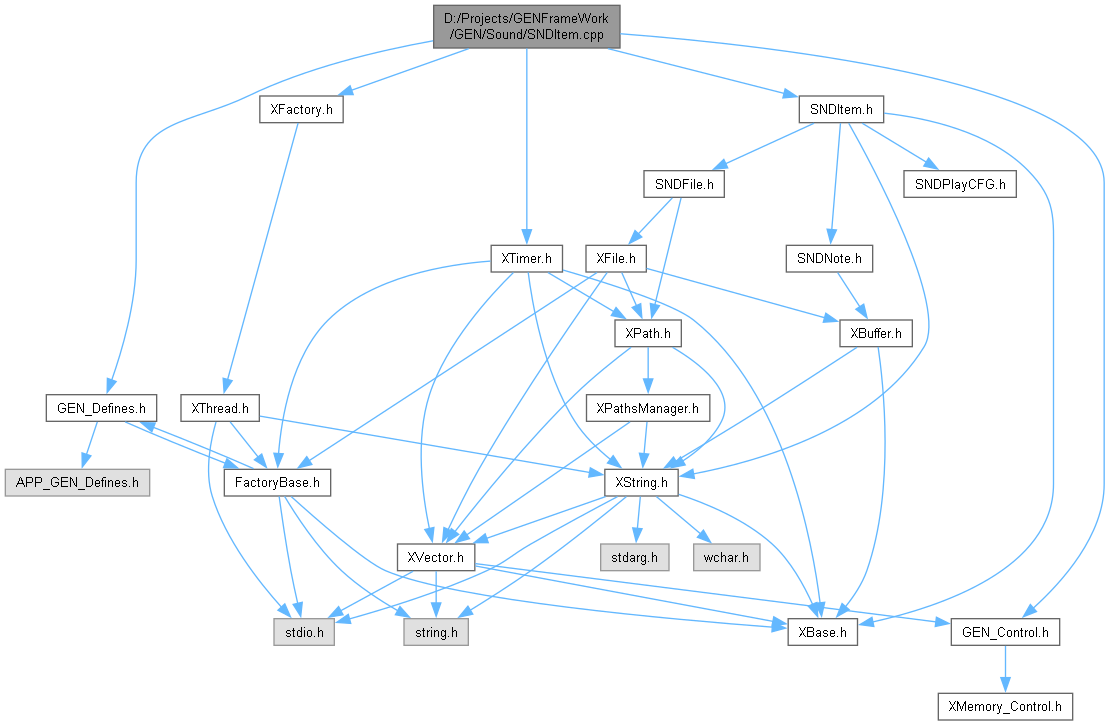 D:/Projects/GENFrameWork
/GEN/Sound/SNDItem.cpp
XFactory.h
SNDItem.h
SNDFile.h
SNDPlayCFG.h
XTimer.h
XFile.h
SNDNote.h
XPath.h
XBuffer.h
GEN_Defines.h
XThread.h
XPathsManager.h
APP_GEN_Defines.h
FactoryBase.h
XString.h
XVector.h
stdarg.h
wchar.h
stdio.h
string.h
XBase.h
GEN_Control.h
XMemory_Control.h